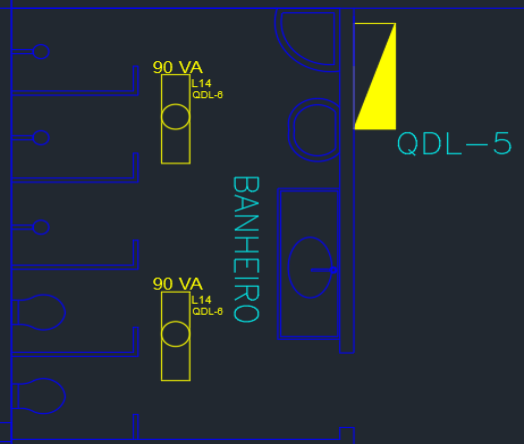 90 VA
L14
QDL-6
QDL-5
BANHEIRO
90 VA
L14
QDL-6